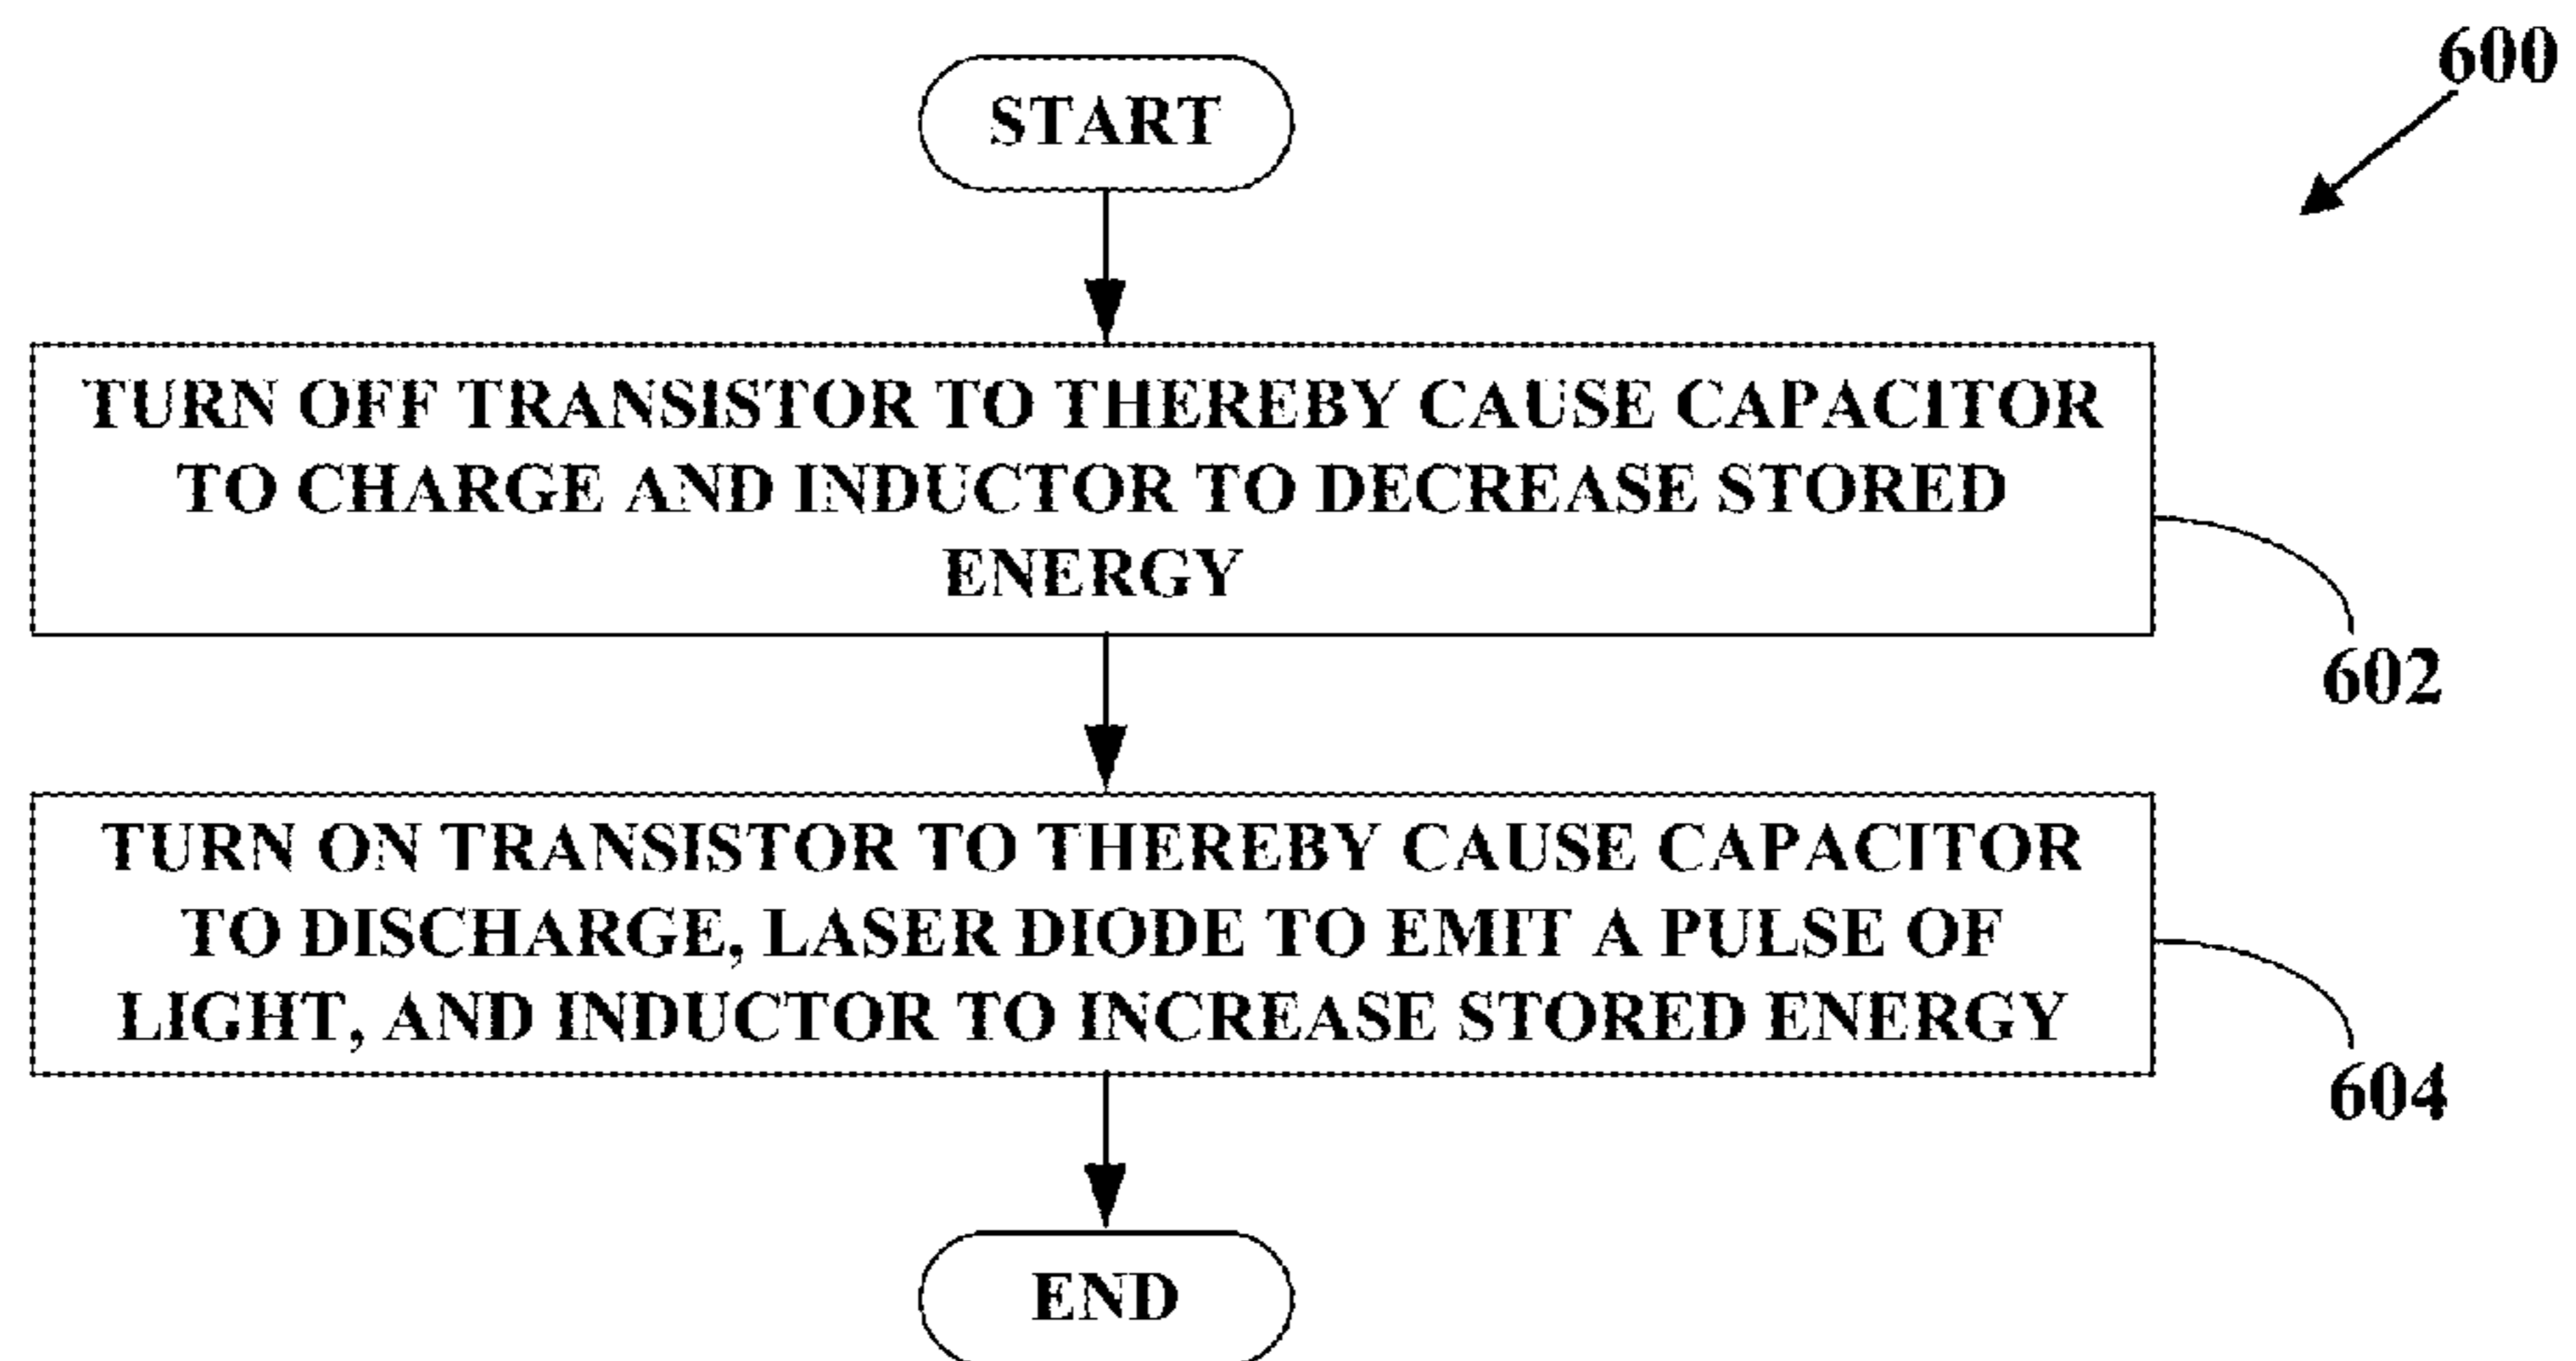 600
START
TURN OFF TRANSISTOR TO THEREBY CAUSE CAPACITOR
TO CHARGE AND INDUCTOR TO DECREASE STORED
ENERGY
602
TURN ON TRANSISTOR TO THEREBY CAUSE CAPACITOR
TO DISCHARGE, LASER DIODE TO EMIT A PULSE OF
LIGHT, AND INDUCTOR TO INCREASE STORED ENERGY
604
END